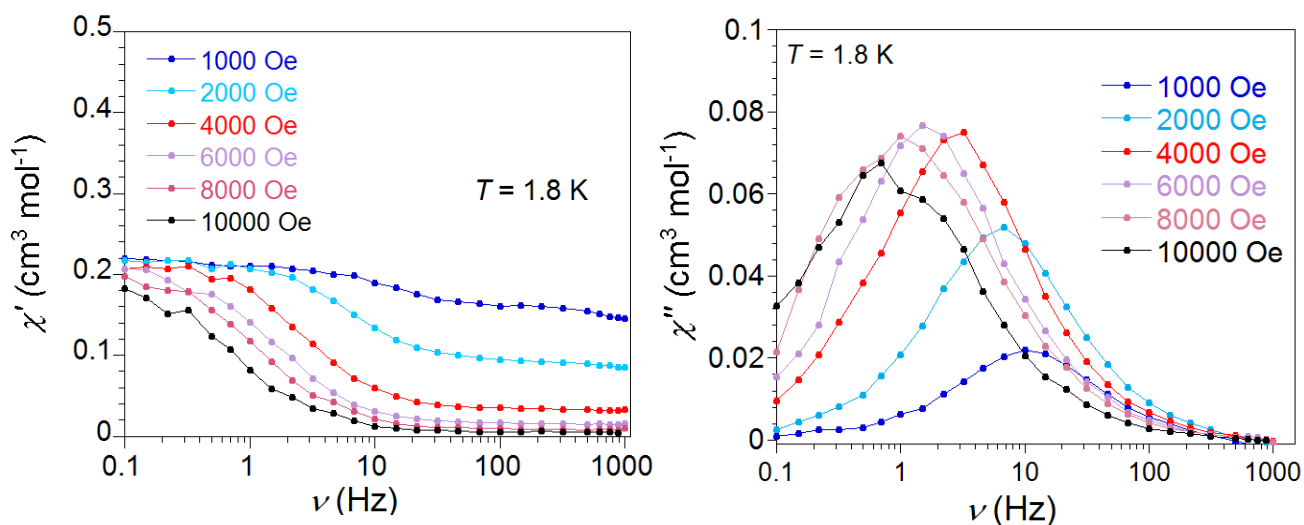 0.5
0.4
0.3
0.2
0.1
0
χ' (cm³ mol⁻¹)
1000 Oe
2000 Oe
4000 Oe
6000 Oe
8000 Oe
10000 Oe
T = 1.8 K
0.1 1 10 100 1000
ν (Hz)
0.1
0.08
0.06
0.04
0.02
0
χ'' (cm³ mol⁻¹)
T = 1.8 K
1000 Oe
2000 Oe
4000 Oe
6000 Oe
8000 Oe
10000 Oe
0.1 1 10 100 1000
ν (Hz)